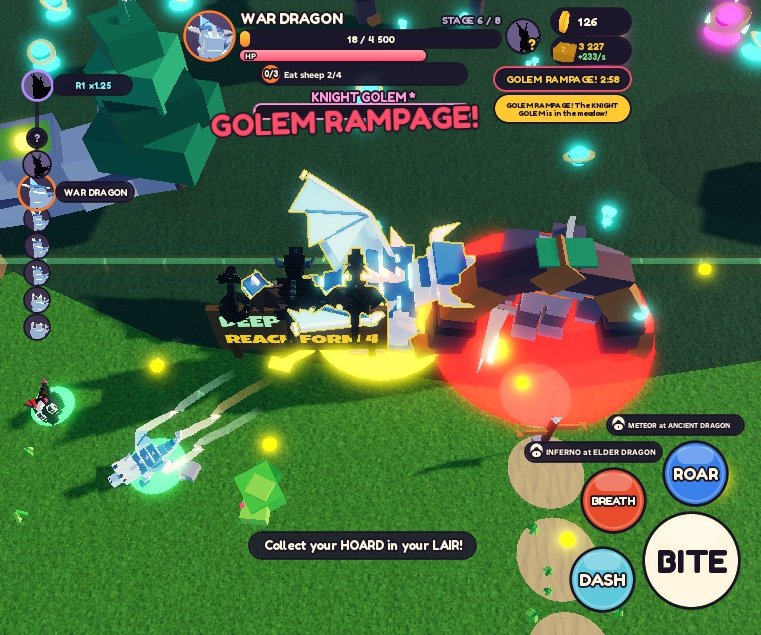 WAR DRAGON
STAGE 6 / 8
18 / 4 500
HP
0/3
Eat sheep 2/4
?
126
3 227
+233/s
GOLEM RAMPAGE! 2:58
GOLEM RAMPAGE! The KNIGHT
GOLEM is in the meadow!
R1 x1.25
?
WAR DRAGON
KNIGHT GOLEM *
GOLEM RAMPAGE!
DEEP
REACH FORM 4
METEOR at ANCIENT DRAGON
INFERNO at ELDER DRAGON
ROAR
BREATH
BITE
DASH
Collect your HOARD in your LAIR!